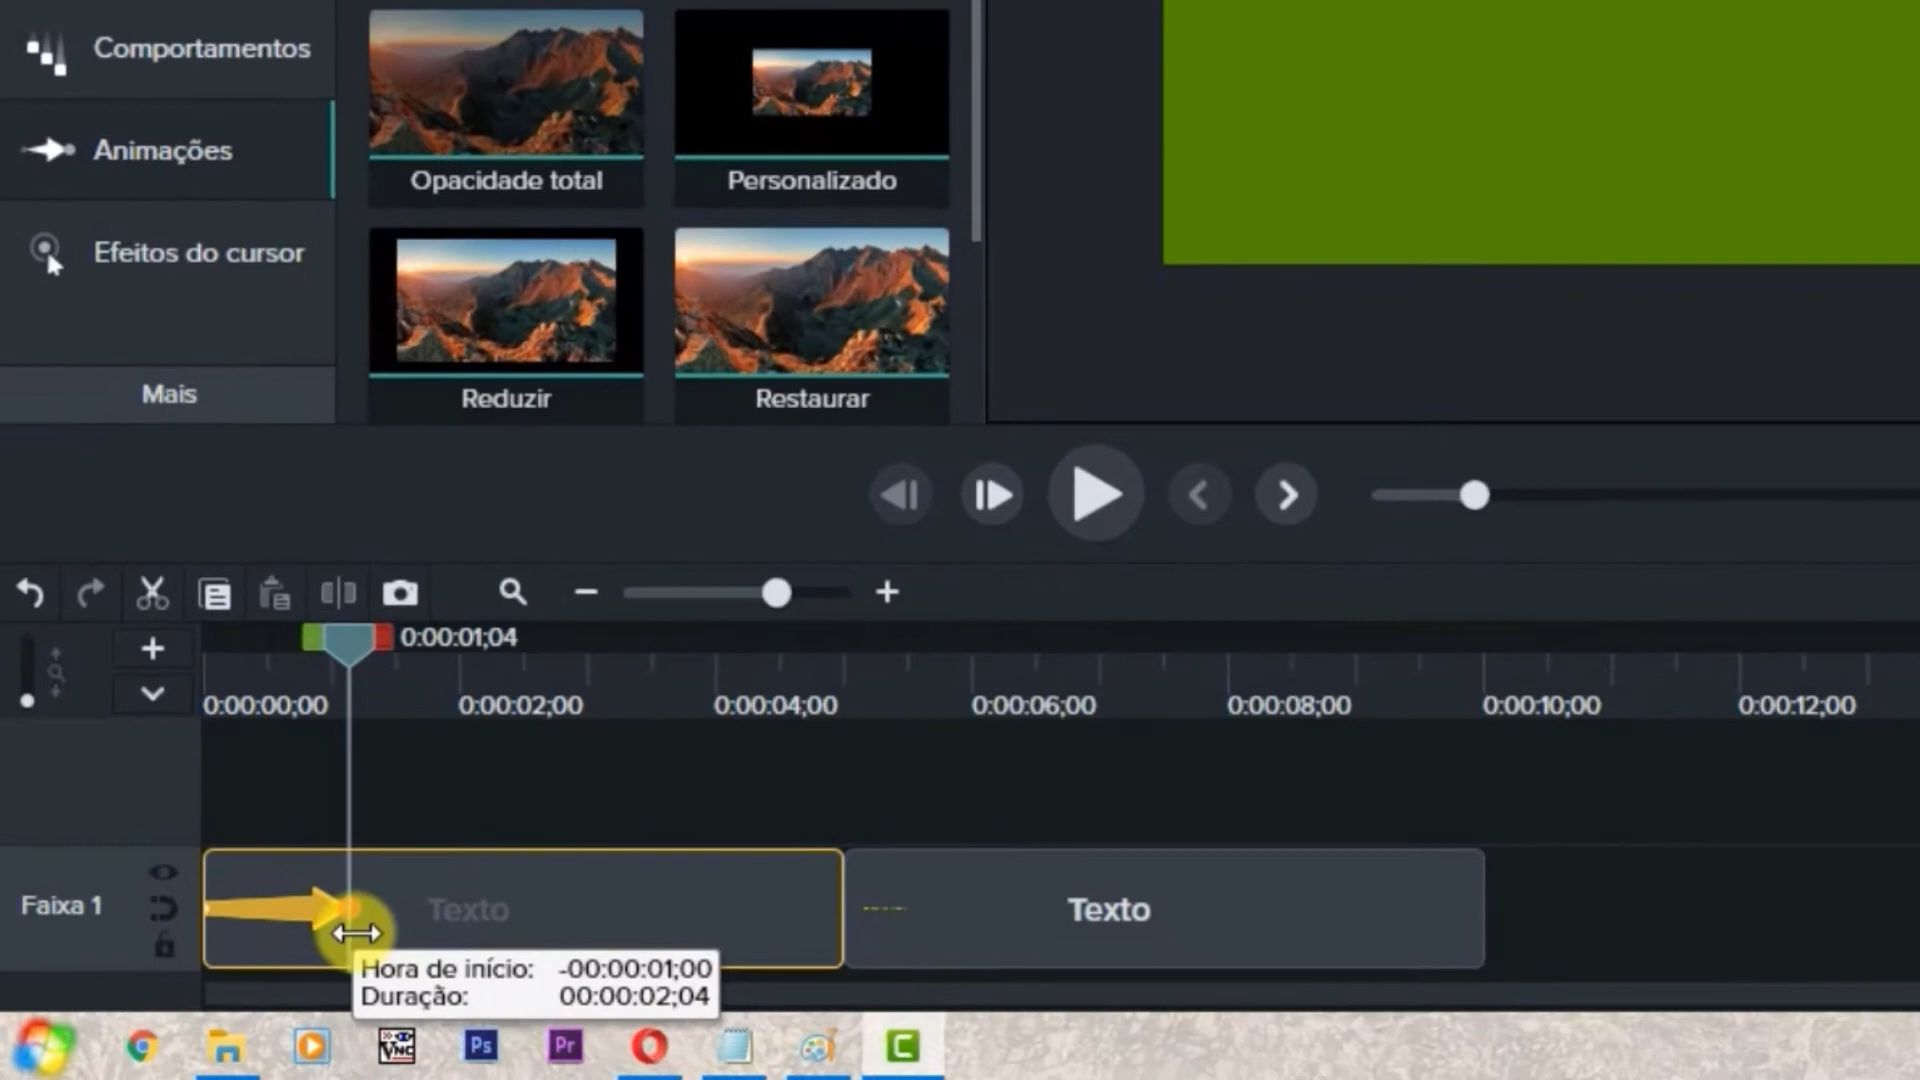 Comportamentos
Animações
Efeitos do cursor
Mais
Opacidade total
Personalizado
Reduzir
Restaurar
0:00:01;04
0:00:00;00
0:00:02;00
0:00:04;00
0:00:06;00
0:00:08;00
0:00:10;00
0:00:12;00
Faixa 1
Texto
Texto
Hora de início: -00:00:01;00
Duração: 00:00:02;04
VNC
Ps
Pr